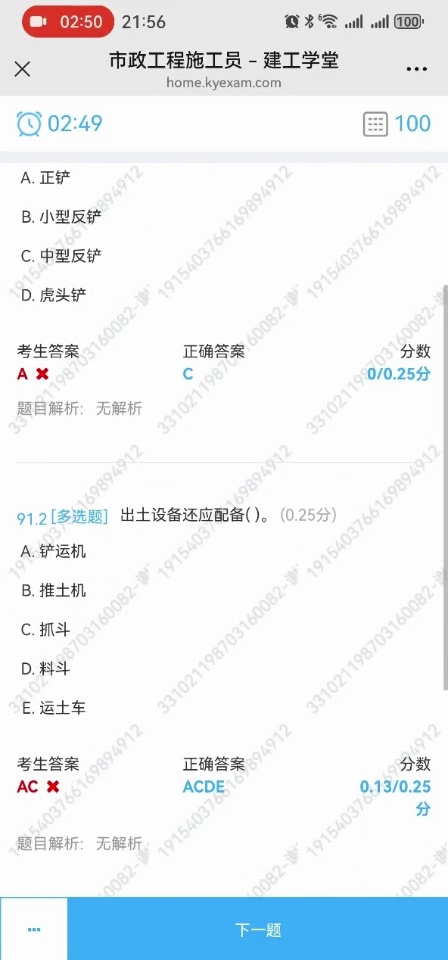 02:50 21:56 6 100
市政工程施工员 – 建工学堂
home.kyexam.com
02:49 100
A. 正铲
B. 小型反铲
C. 中型反铲
D. 虎头铲
考生答案 正确答案 分数
A ✖ C 0/0.25分
题目解析: 无解析
91.2 [多选题] 出土设备还应配备( )。 (0.25分)
A. 铲运机
B. 推土机
C. 抓斗
D. 料斗
E. 运土车
考生答案 正确答案 分数
AC ✖ ACDE 0.13/0.25
分
题目解析: 无解析
下一题